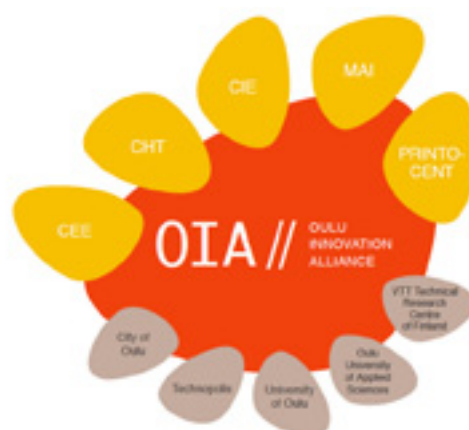 MAI
CIE
CHT
PRINTO-
CENT
CEE
OIA//
OULU
INNOVATION
ALLIANCE
VTT Technical
Research
Centre
of Finland
City of
Oulu
Technopolis
University
of Oulu
Oulu
University
of Applied
Sciences